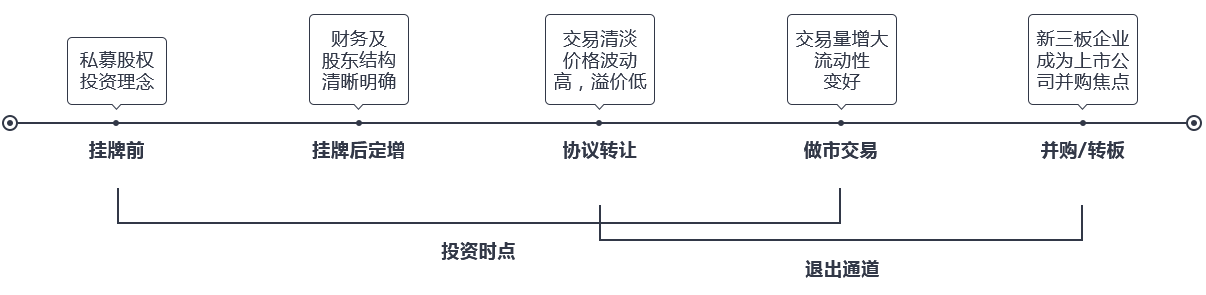 私募股权
投资理念
财务及
股东结构
清晰明确
交易清淡
价格波动
高，溢价低
交易量增大
流动性
变好
新三板企业
成为上市公
司并购焦点
挂牌前
挂牌后定增
协议转让
做市交易
并购/转板
投资时点
退出通道